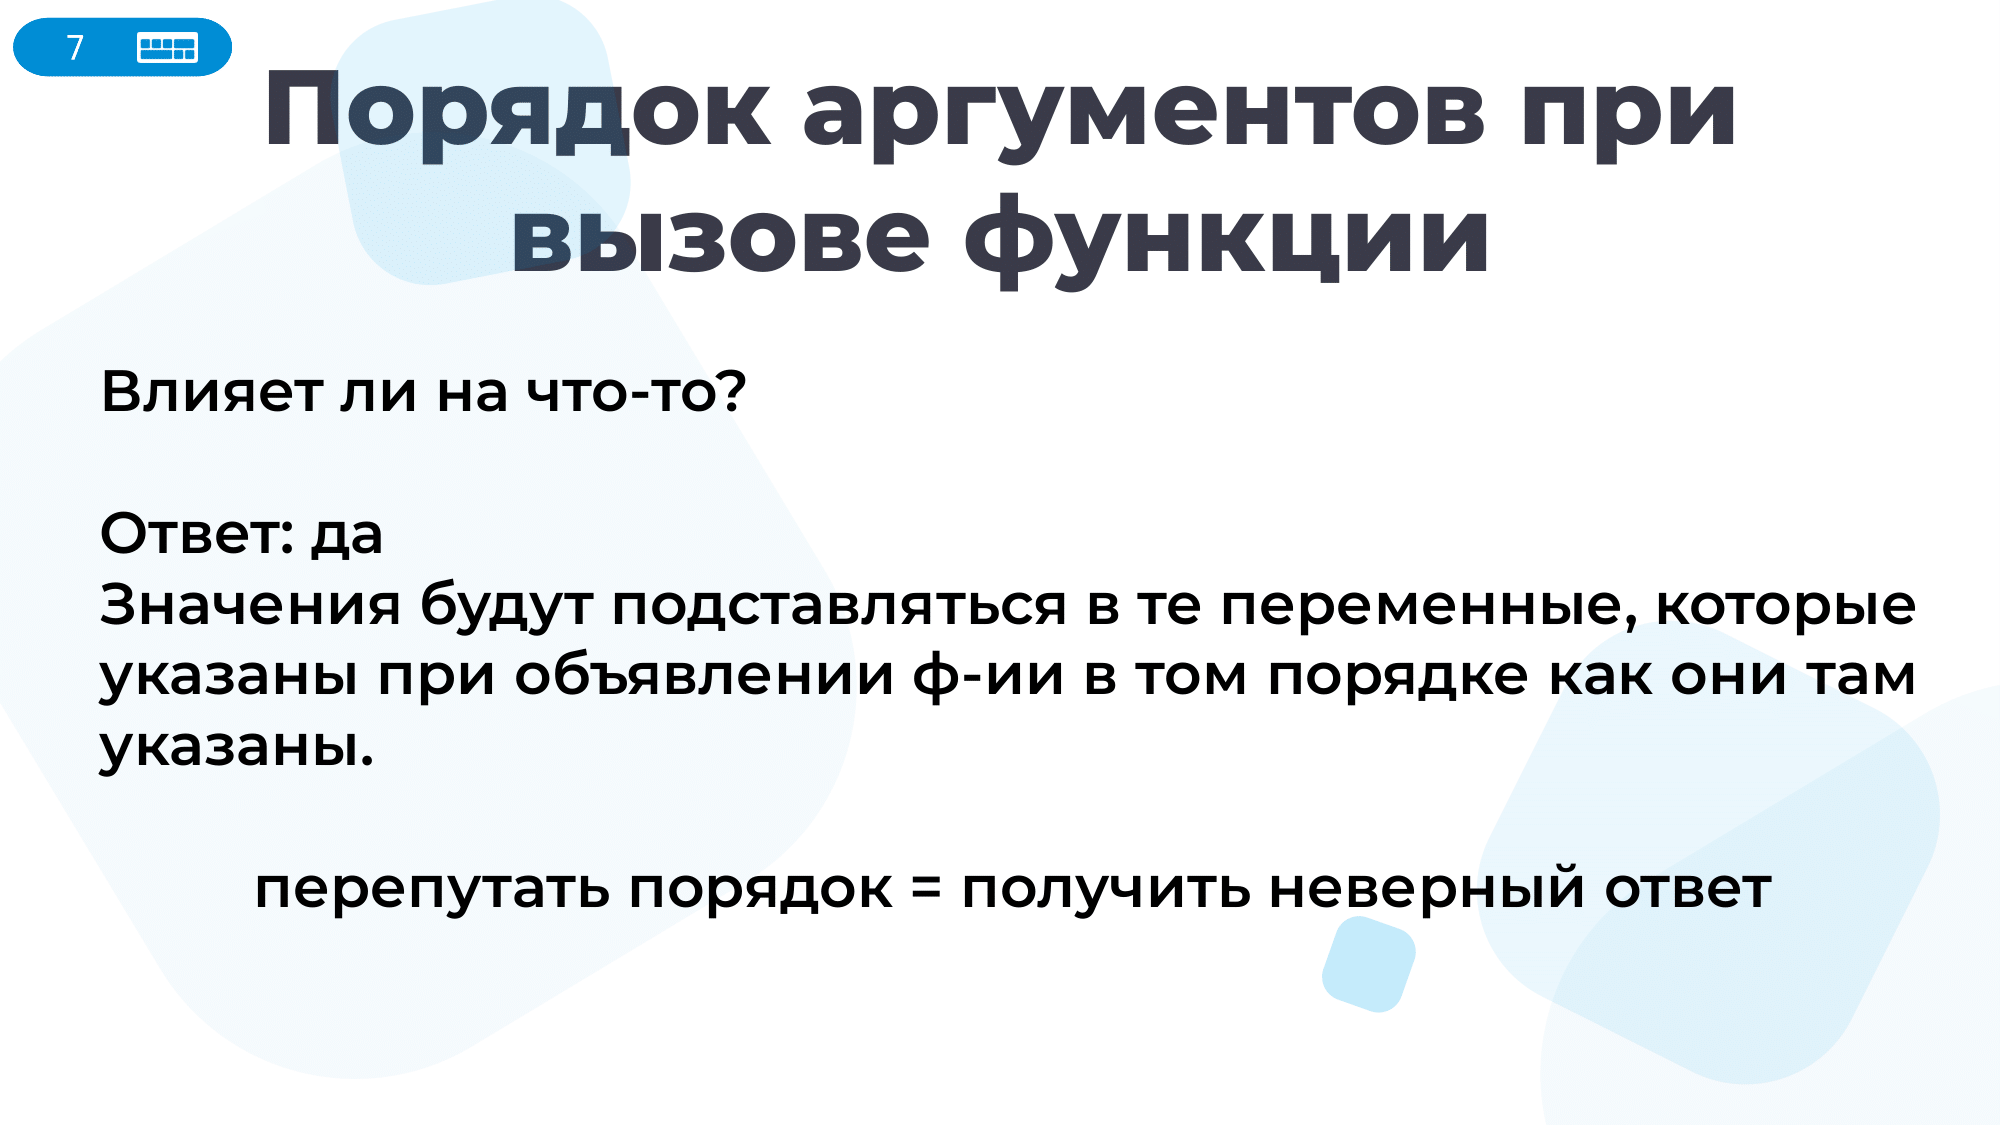 7
Порядок аргументов при
вызове функции
Влияет ли на что-то?
Ответ: да
Значения будут подставляться в те переменные, которые
указаны при объявлении ф-ии в том порядке как они там
указаны.
перепутать порядок = получить неверный ответ